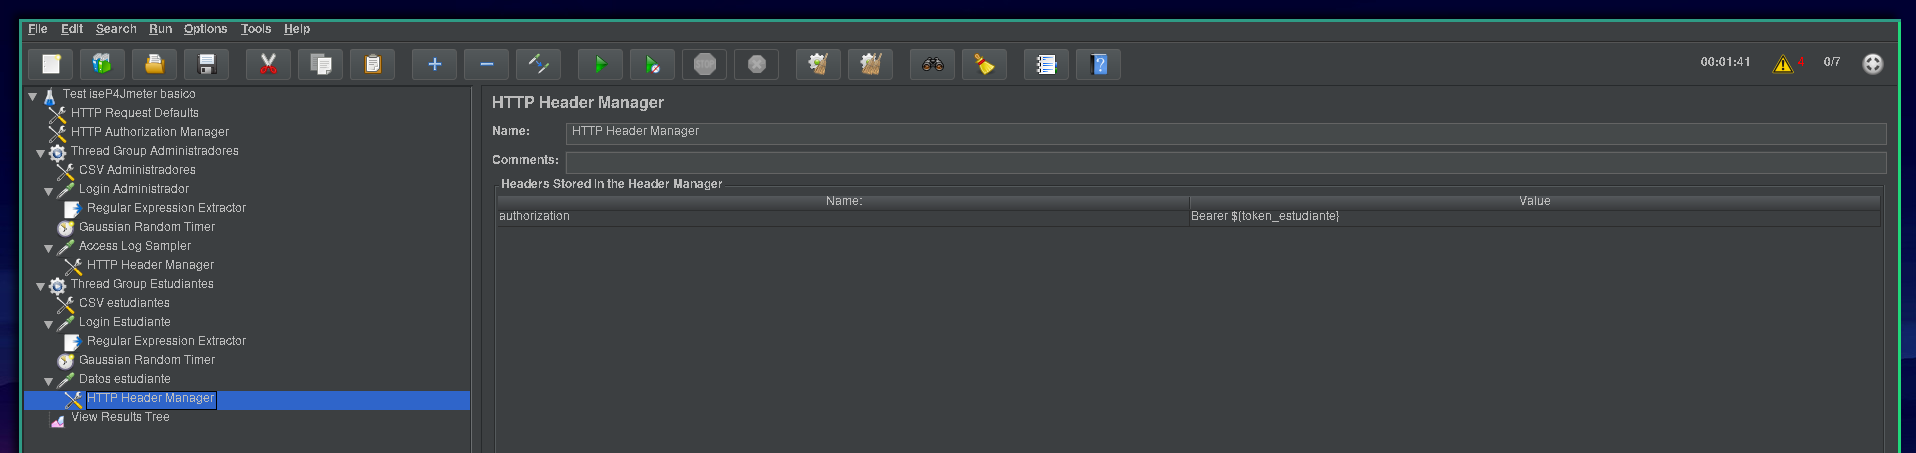 File Edit Search Run Options Tools Help
STOP
00:01:41 4 0/7
Test iseP4Jmeter basico
HTTP Request Defaults
HTTP Authorization Manager
Thread Group Administradores
CSV Administradores
Login Administrador
Regular Expression Extractor
Gaussian Random Timer
Access Log Sampler
HTTP Header Manager
Thread Group Estudiantes
CSV estudiantes
Login Estudiante
Regular Expression Extractor
Gaussian Random Timer
Datos estudiante
HTTP Header Manager
View Results Tree
HTTP Header Manager
Name: HTTP Header Manager
Comments:
Headers Stored in the Header Manager
Name: Value
authorization Bearer ${token_estudiante}